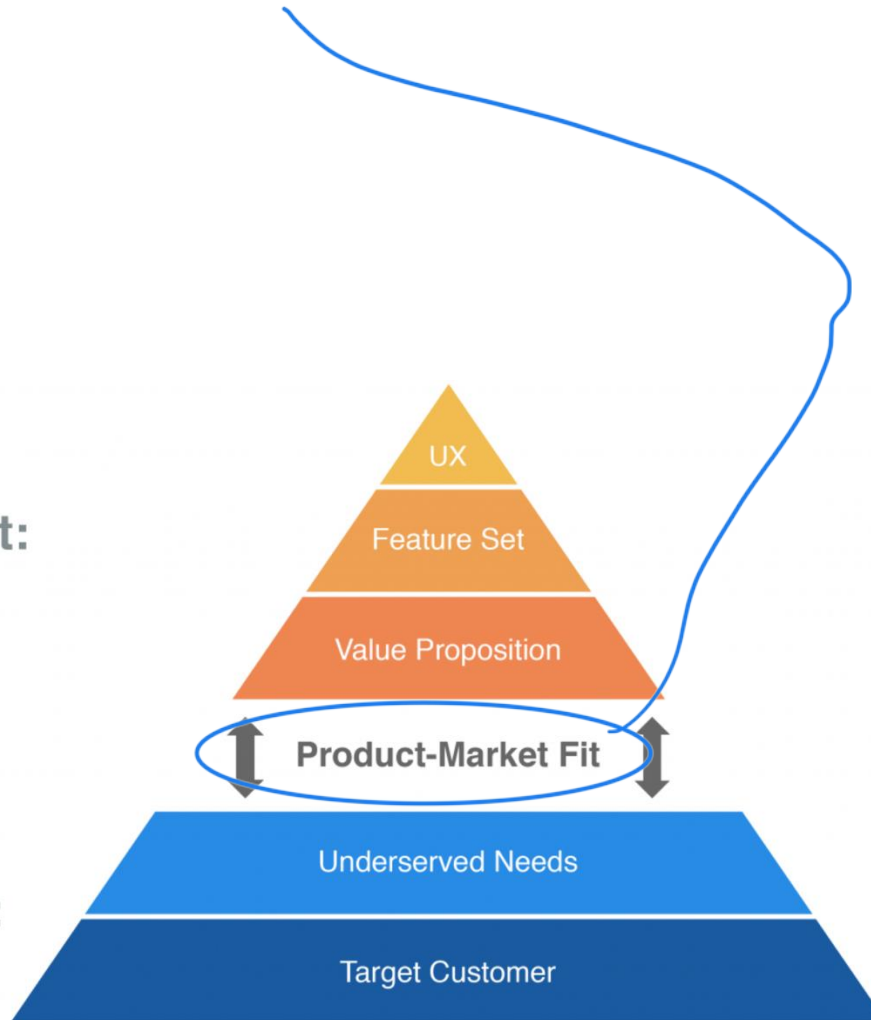 UX
Feature Set
t:
Value Proposition
Product-Market Fit
Underserved Needs
Target Customer